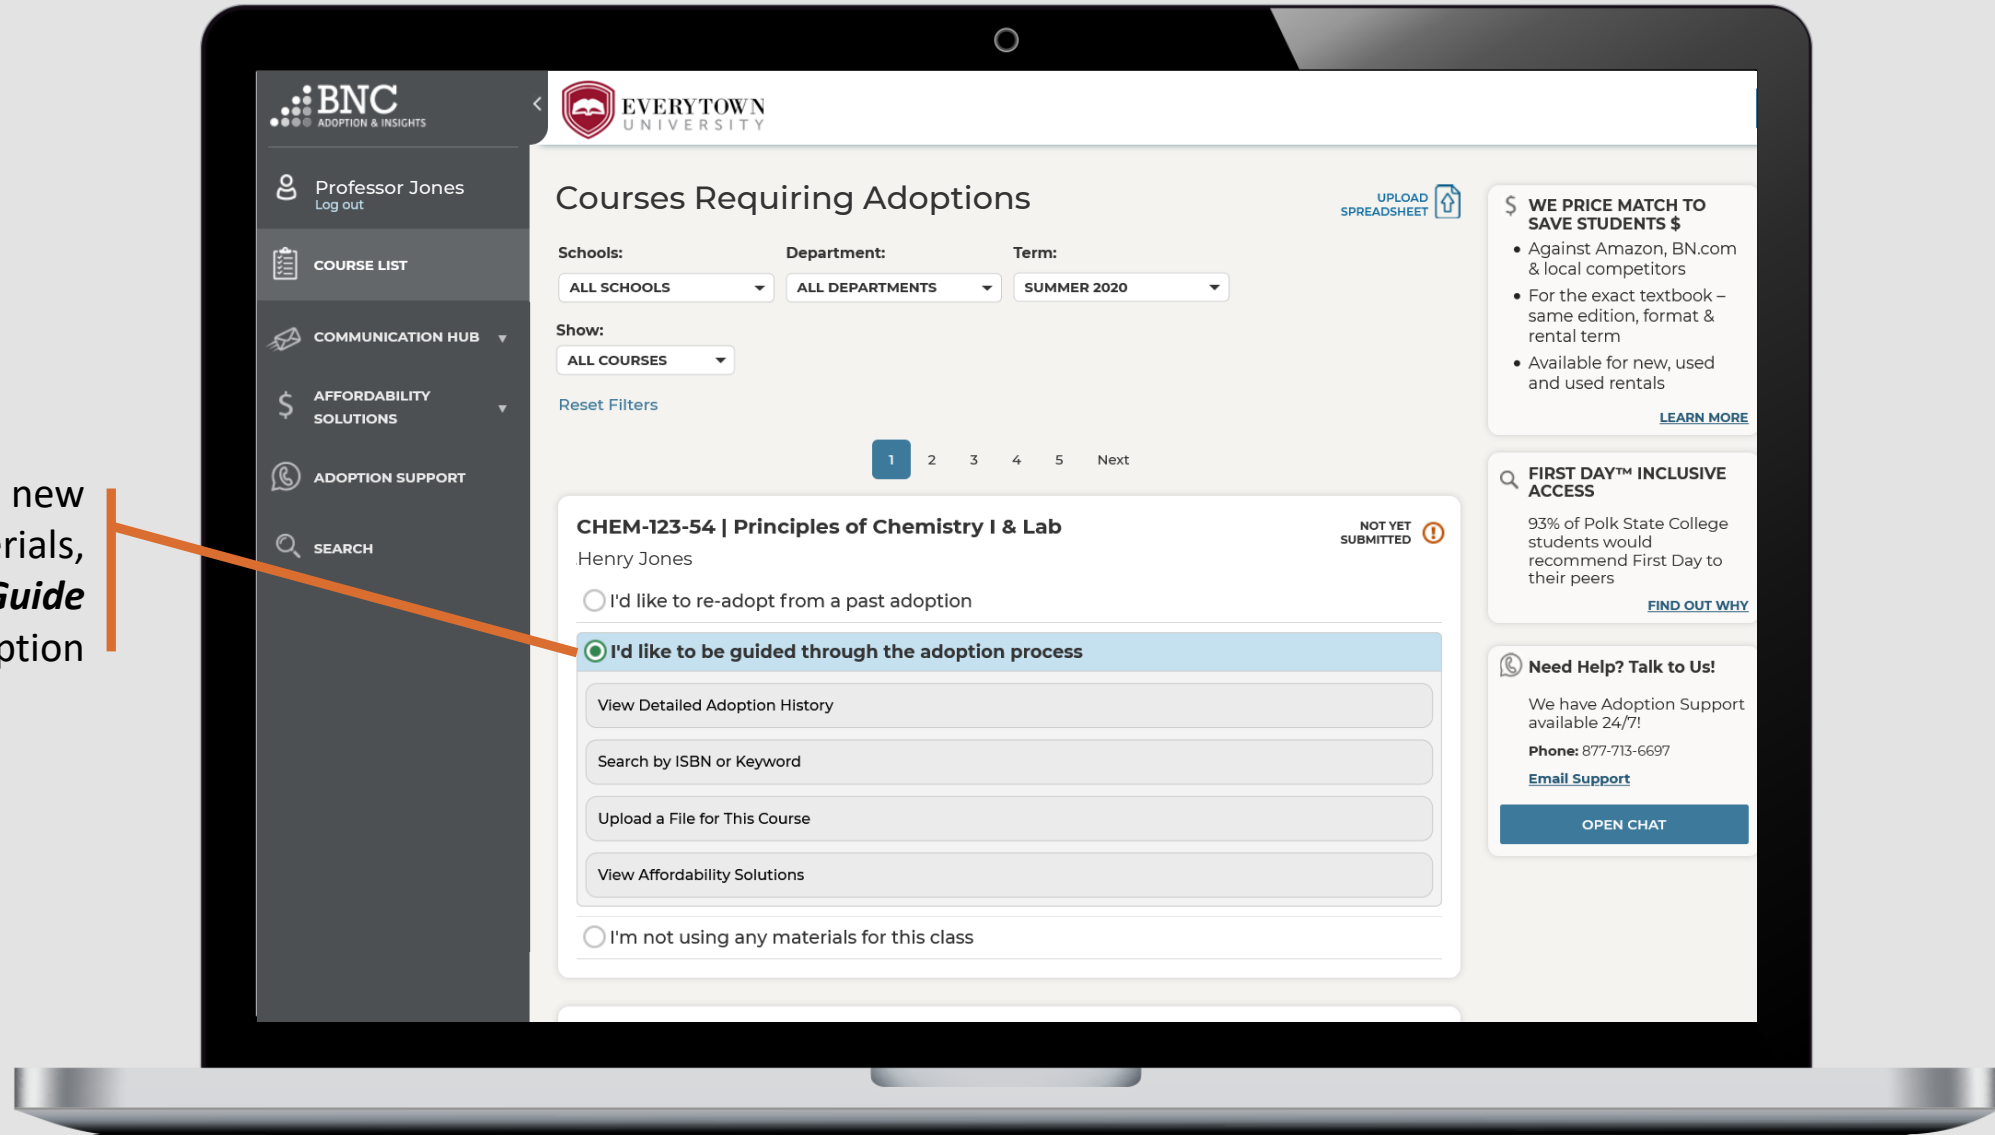 new
Guide
BNC
ADOPTION & INSIGHTS
Professor Jones
Log out
COURSE LIST
COMMUNICATION HUB
AFFORDABILITY
SOLUTIONS
ADOPTION SUPPORT
SEARCH
EVERYTOWN
UNIVERSITY
Courses Requiring Adoptions
UPLOAD
SPREADSHEET
Schools:
Department:
Term:
ALL SCHOOLS
ALL DEPARTMENTS
SUMMER 2020
Show:
ALL COURSES
Reset Filters
1 2 3 4 5 Next
CHEM-123-54 | Principles of Chemistry I & Lab
NOT YET
SUBMITTED
Henry Jones
I'd like to re-adopt from a past adoption
I'd like to be guided through the adoption process
View Detailed Adoption History
Search by ISBN or Keyword
Upload a File for This Course
View Affordability Solutions
I'm not using any materials for this class
$ WE PRICE MATCH TO
SAVE STUDENTS $
• Against Amazon, BN.com
& local competitors
• For the exact textbook –
same edition, format &
rental term
• Available for new, used
and used rentals
LEARN MORE
FIRST DAY™ INCLUSIVE
ACCESS
93% of Polk State College
students would
recommend First Day to
their peers
FIND OUT WHY
Need Help? Talk to Us!
We have Adoption Support
available 24/7!
Phone: 877-713-6697
Email Support
OPEN CHAT